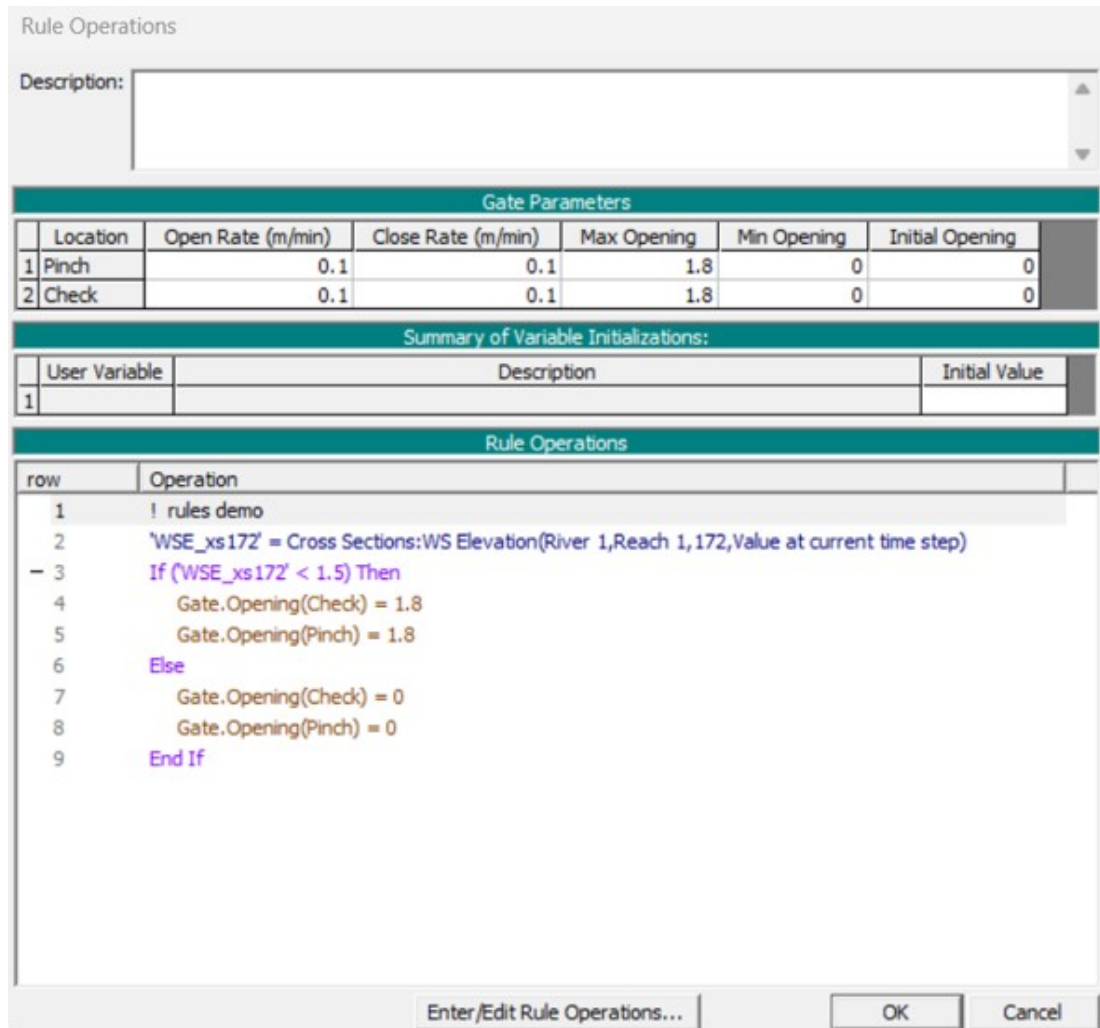 Rule Operations
Description:
Gate Parameters
Location Open Rate (m/min) Close Rate (m/min) Max Opening Min Opening Initial Opening
1 Pinch 0.1 0.1 1.8 0 0
2 Check 0.1 0.1 1.8 0 0
Summary of Variable Initializations:
User Variable Description Initial Value
1
Rule Operations
row Operation
1 ! rules demo
2 'WSE_xs172' = Cross Sections:WS Elevation(River 1,Reach 1,172,Value at current time step)
3 If ('WSE_xs172' < 1.5) Then
4 Gate.Opening(Check) = 1.8
5 Gate.Opening(Pinch) = 1.8
6 Else
7 Gate.Opening(Check) = 0
8 Gate.Opening(Pinch) = 0
9 End If
Enter/Edit Rule Operations... OK Cancel